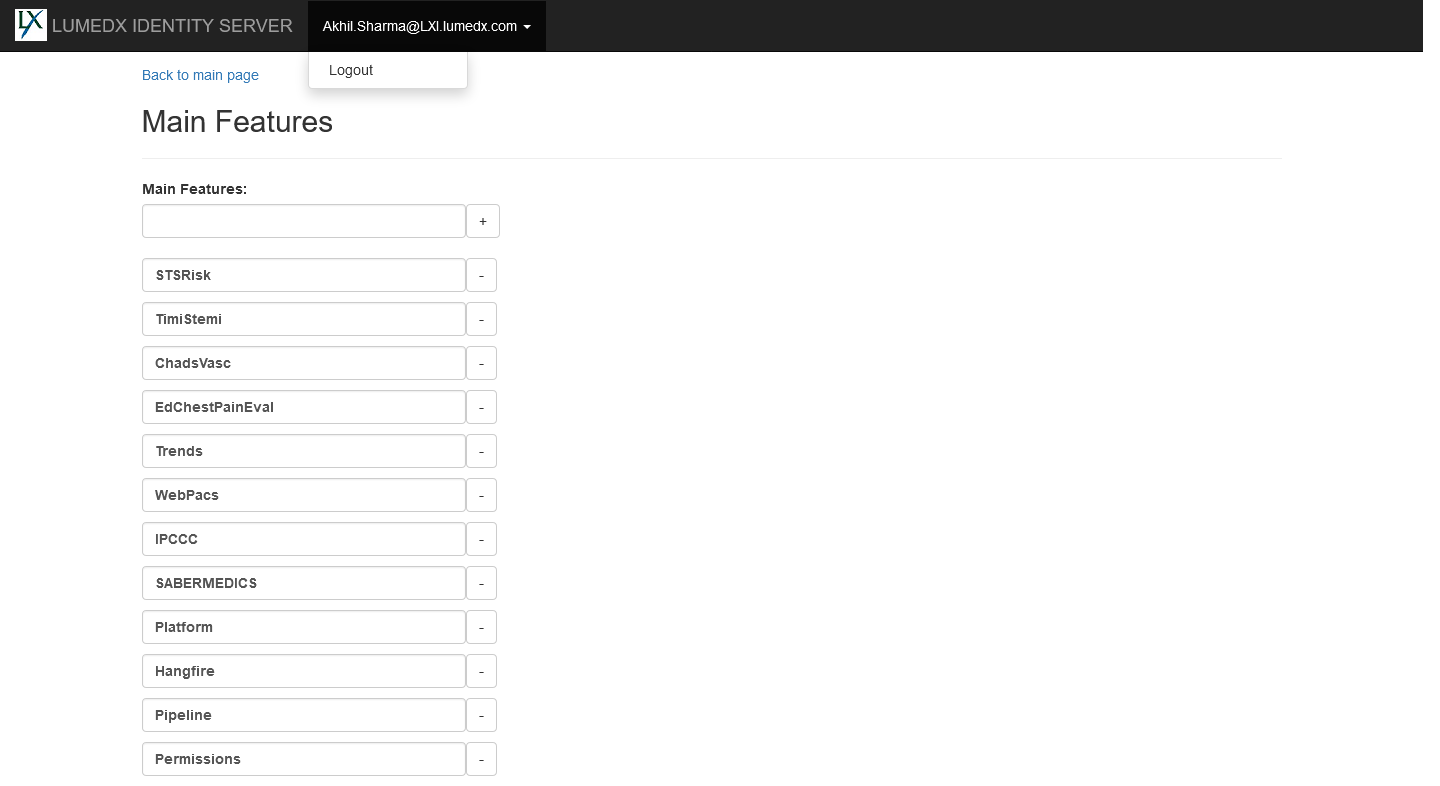 LX LUMEDX IDENTITY SERVER Akhil.Sharma@LXI.lumedx.com
Logout
Back to main page
Main Features
Main Features:
+
STSRisk -
TimiStemi -
ChadsVasc -
EdChestPainEval -
Trends -
WebPacs -
IPCCC -
SABERMEDICS -
Platform -
Hangfire -
Pipeline -
Permissions -